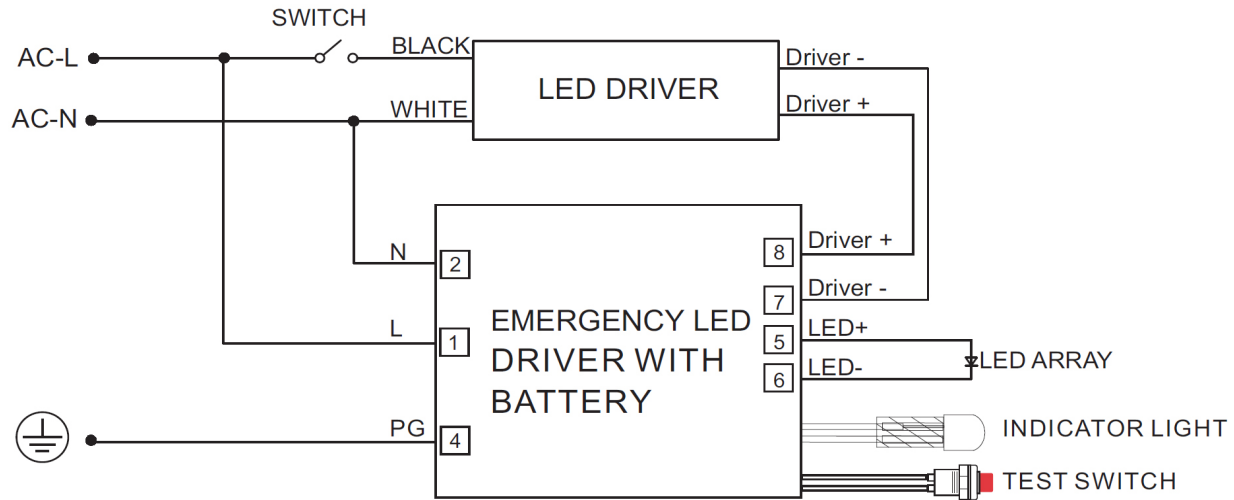 SWITCH
AC-L
BLACK
LED DRIVER
Driver -
AC-N
WHITE
Driver +
N
2
8
Driver +
7
Driver -
L
1
EMERGENCY LED
DRIVER WITH
BATTERY
5
LED+
6
LED-
LED ARRAY
PG
4
INDICATOR LIGHT
TEST SWITCH